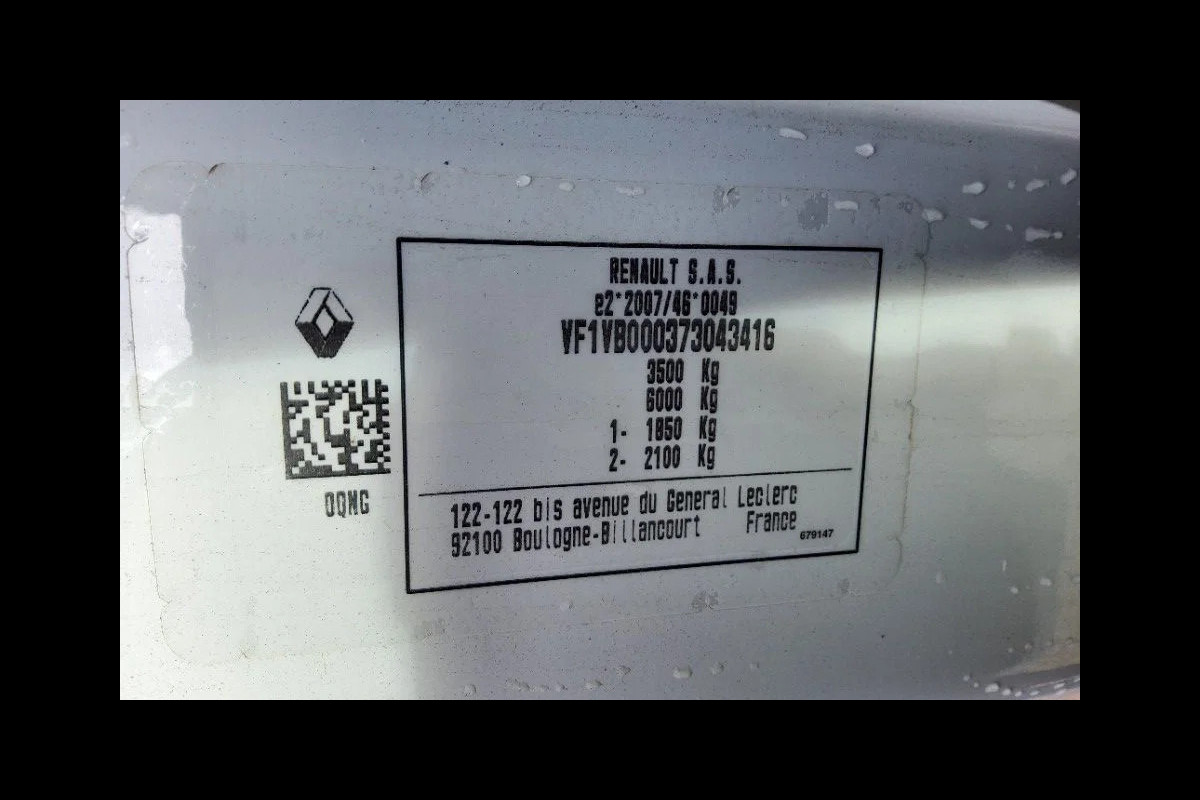 RENAULT S.A.S.
e2*2007/46*0049
VF1VB000373043416
3500 Kg
6000 Kg
1- 1850 Kg
2- 2100 Kg
OQMG
122-122 bis avenue du General Leclerc
92100 Boulogne-Billancourt France
679147